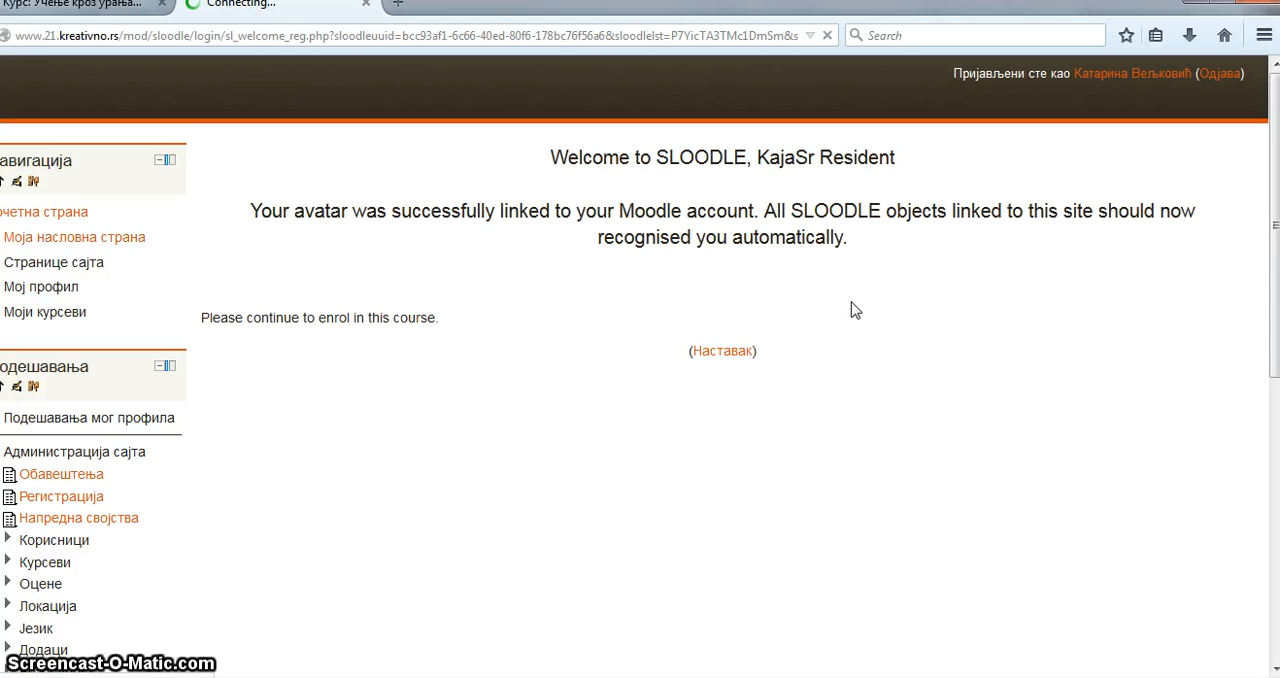 Курс: Учење кроз урања...
Connecting...
www.21.kreativno.rs/mod/sloodle/login/sl_welcome_reg.php?sloodleuuid=bcc93af1-6c66-40ed-80f6-178bc76f56a6&sloodlelst=P7YicTA3TMc1DmSm&s
Search
Пријављени сте као Катарина Вељковић (Одјава)
авигација
очетна страна
Моја насловна страна
Странице сајта
Мој профил
Моји курсеви
одешавања
Подешавања мог профила
Администрација сајта
Обавештења
Регистрација
Напредна својства
Корисници
Курсеви
Оцене
Локација
Језик
Додаци
Welcome to SLOODLE, KajaSr Resident
Your avatar was successfully linked to your Moodle account. All SLOODLE objects linked to this site should now
recognised you automatically.
Please continue to enrol in this course.
(Наставак)
Screencast-O-Matic.com